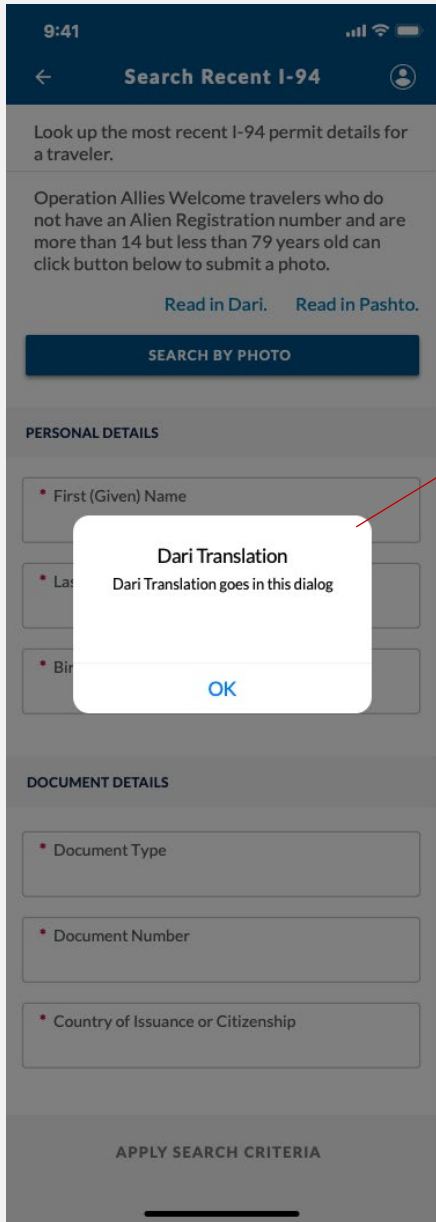 9:41
Search Recent I-94
Look up the most recent I-94 permit details for
a traveler.
Operation Allies Welcome travelers who do
not have an Alien Registration number and are
more than 14 but less than 79 years old can
click button below to submit a photo.
Read in Dari. Read in Pashto.
SEARCH BY PHOTO
PERSONAL DETAILS
* First (Given) Name
Dari Translation
* Las
Dari Translation goes in this dialog
* Bir
OK
DOCUMENT DETAILS
* Document Type
* Document Number
* Country of Issuance or Citizenship
APPLY SEARCH CRITERIA